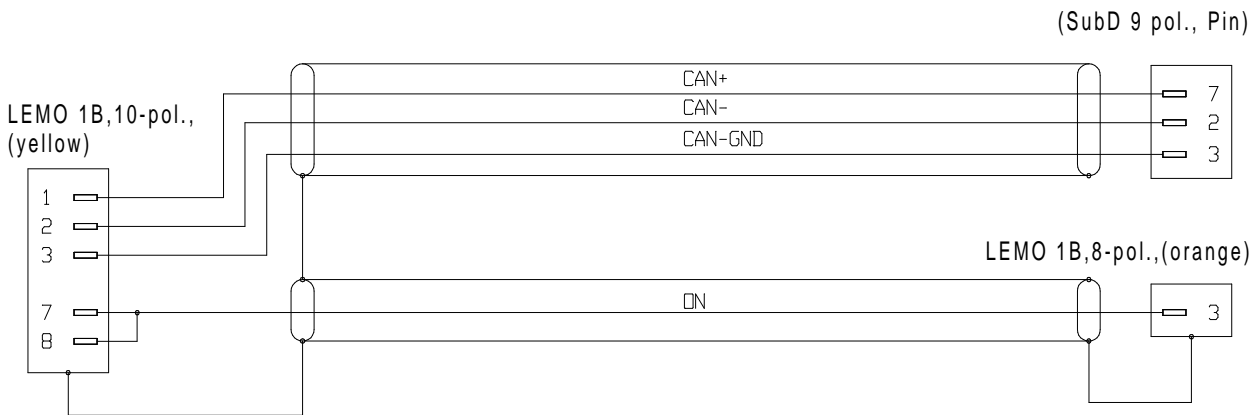 (SubD 9 pol., Pin)
CAN+
7
LEMO 1B,10-pol.,
(yellow)
CAN-
2
CAN-GND
3
1
2
3
LEMO 1B,8-pol.,(orange)
7
ON
3
8